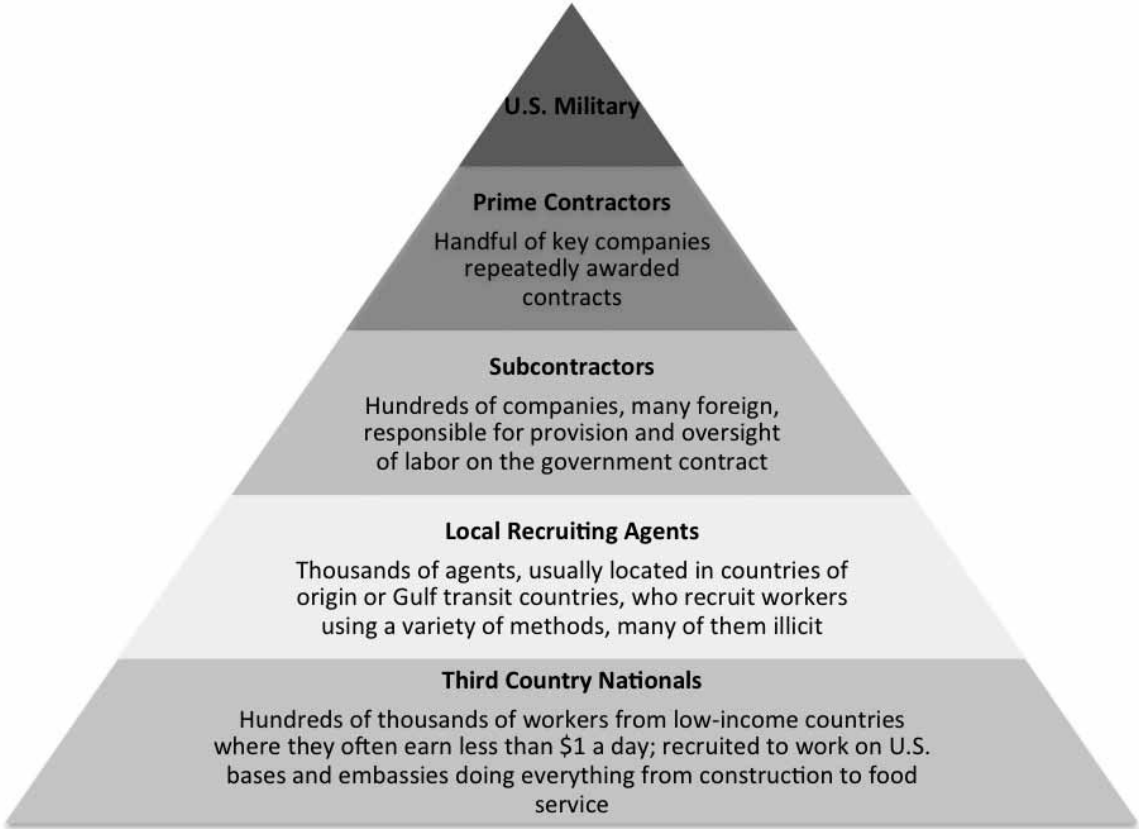 U.S. Military
Prime Contractors
Handful of key companies
repeatedly awarded
contracts
Subcontractors
Hundreds of companies, many foreign,
responsible for provision and oversight
of labor on the government contract
Local Recruiting Agents
Thousands of agents, usually located in countries of
origin or Gulf transit countries, who recruit workers
using a variety of methods, many of them illicit
Third Country Nationals
Hundreds of thousands of workers from low-income countries
where they often earn less than $1 a day; recruited to work on U.S.
bases and embassies doing everything from construction to food
service